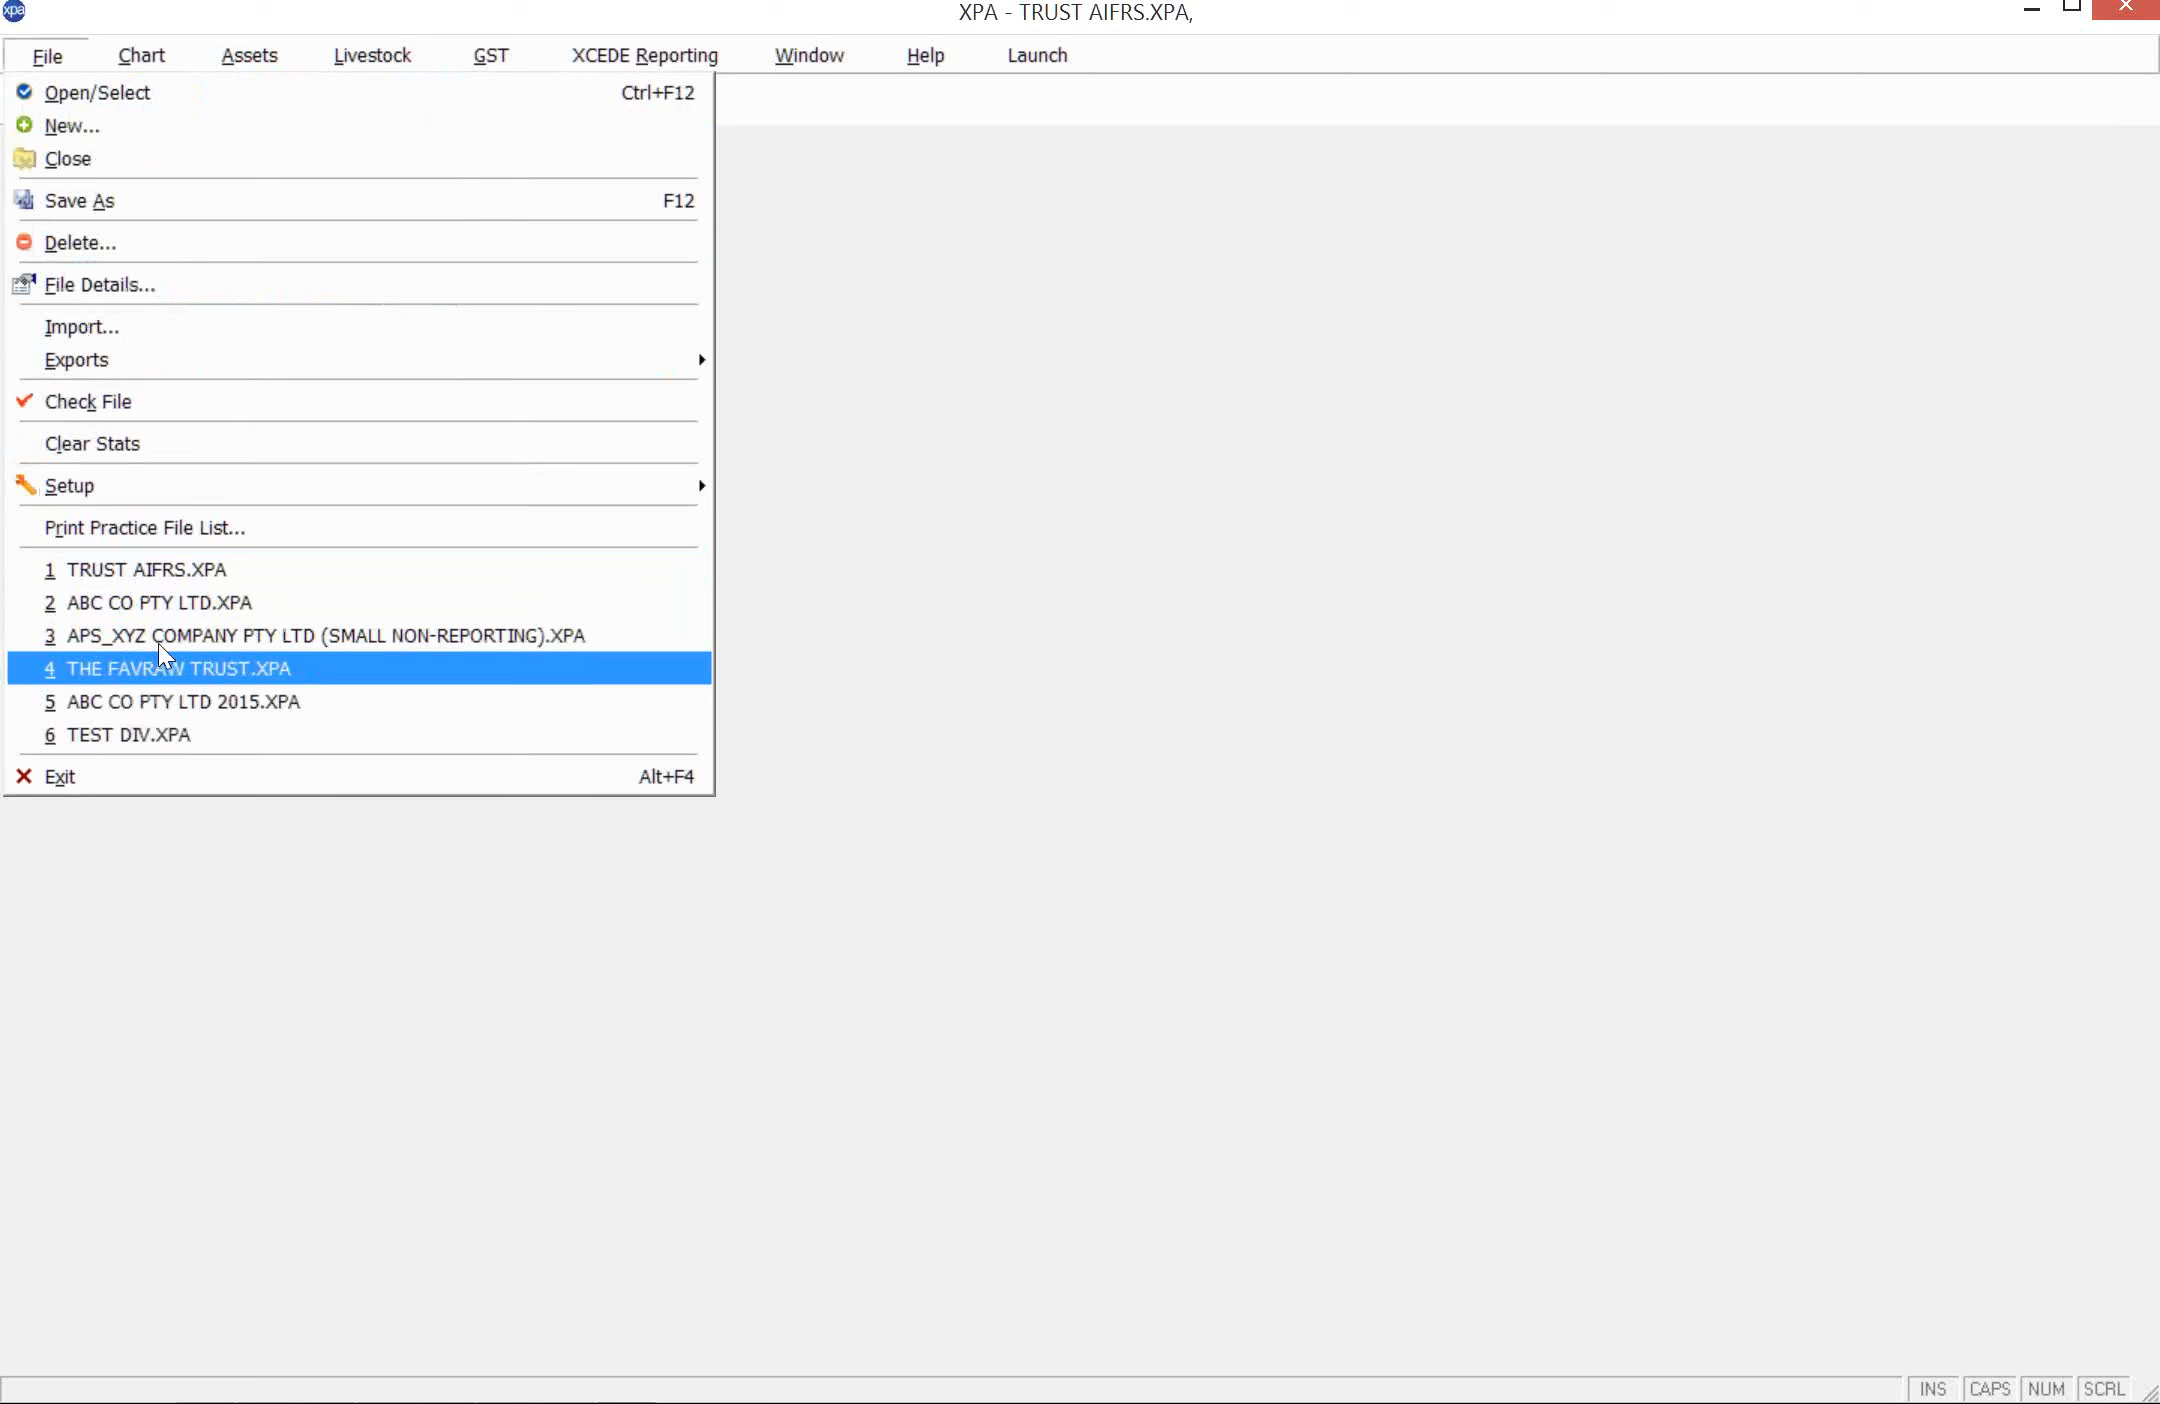 xpa
XPA - TRUST AIFRS.XPA,
File Chart Assets Livestock GST XCEDE Reporting Window Help Launch
Open/Select Ctrl+F12
New...
Close
Save As F12
Delete...
File Details...
Import...
Exports
Check File
Clear Stats
Setup
Print Practice File List...
1 TRUST AIFRS.XPA
2 ABC CO PTY LTD.XPA
3 APS_XYZ COMPANY PTY LTD (SMALL NON-REPORTING).XPA
4 THE FAVRAW TRUST.XPA
5 ABC CO PTY LTD 2015.XPA
6 TEST DIV.XPA
Exit Alt+F4
INS CAPS NUM SCRL